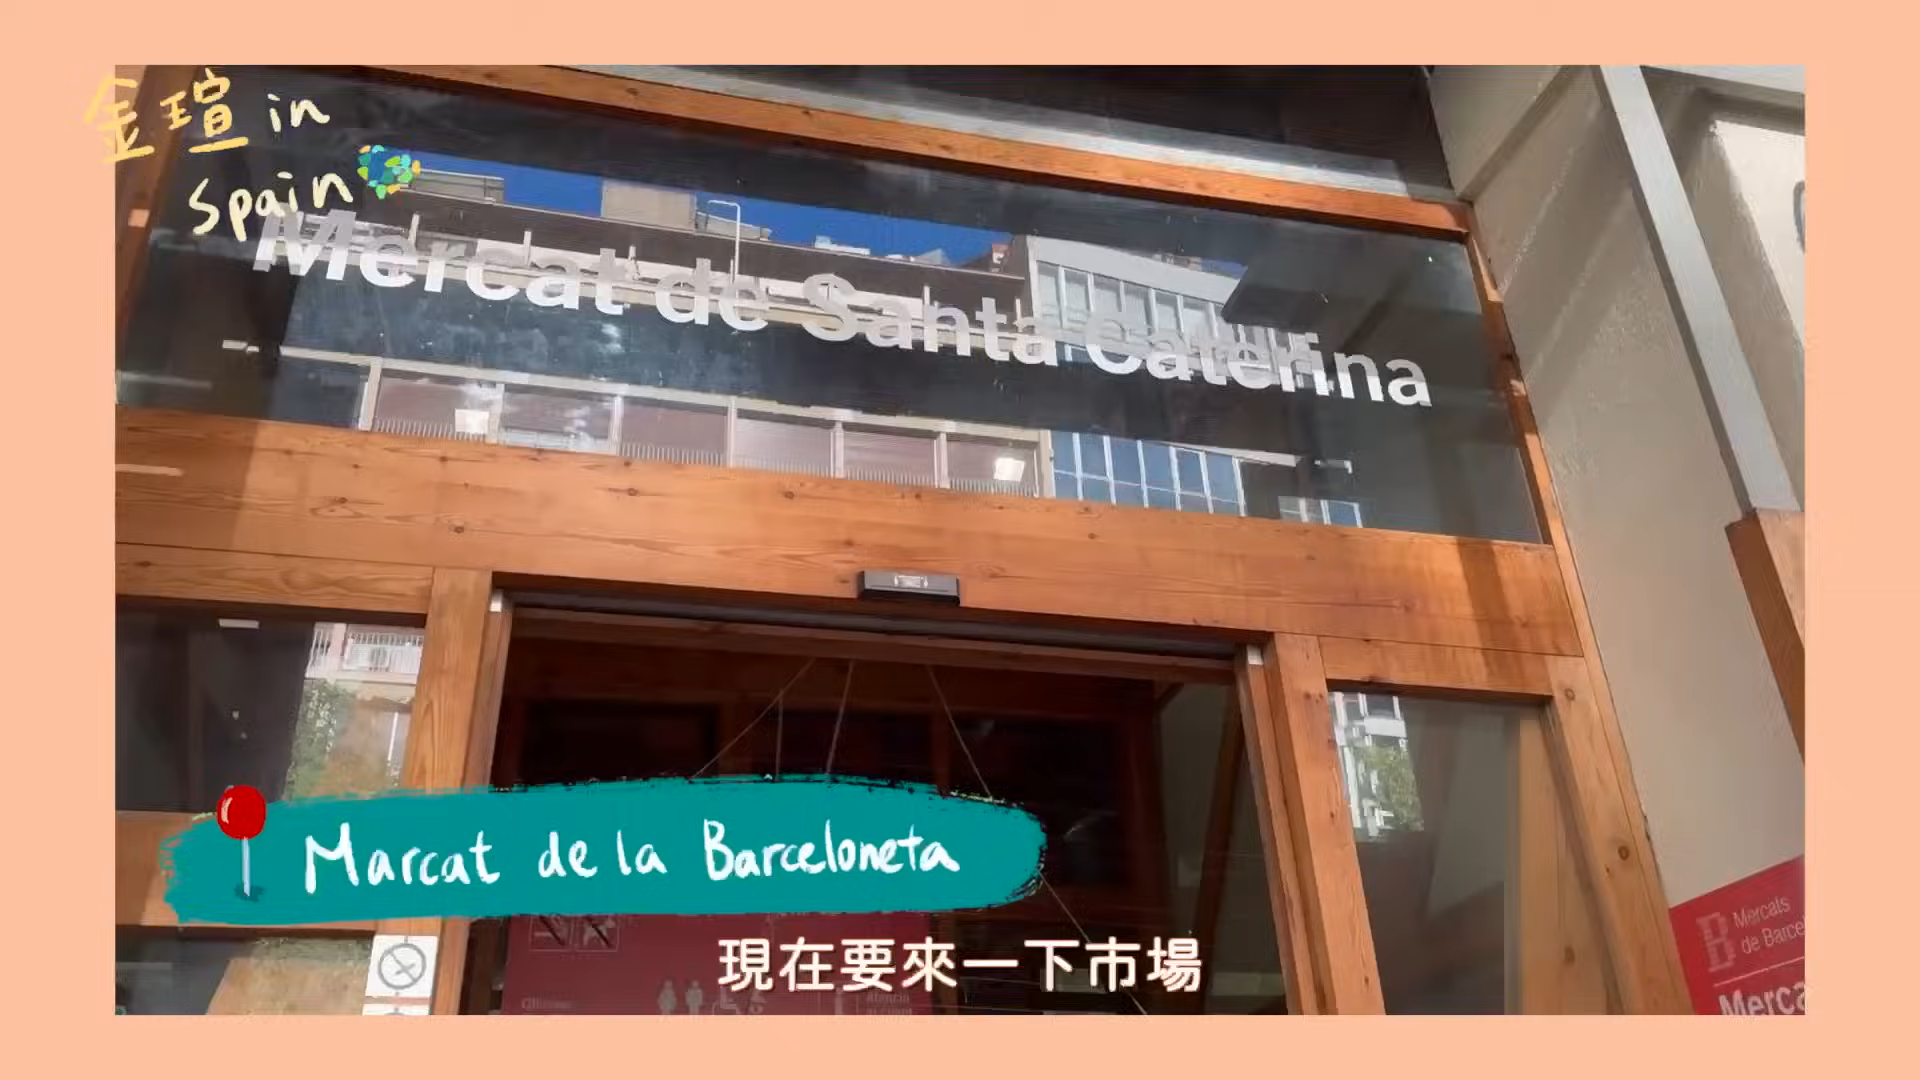 金瑄 in
Spain
Mercat de Santa Caterina
Marcat de la Barceloneta
現在要來一下市場
Mercats
de Barce
Merca
Atenció